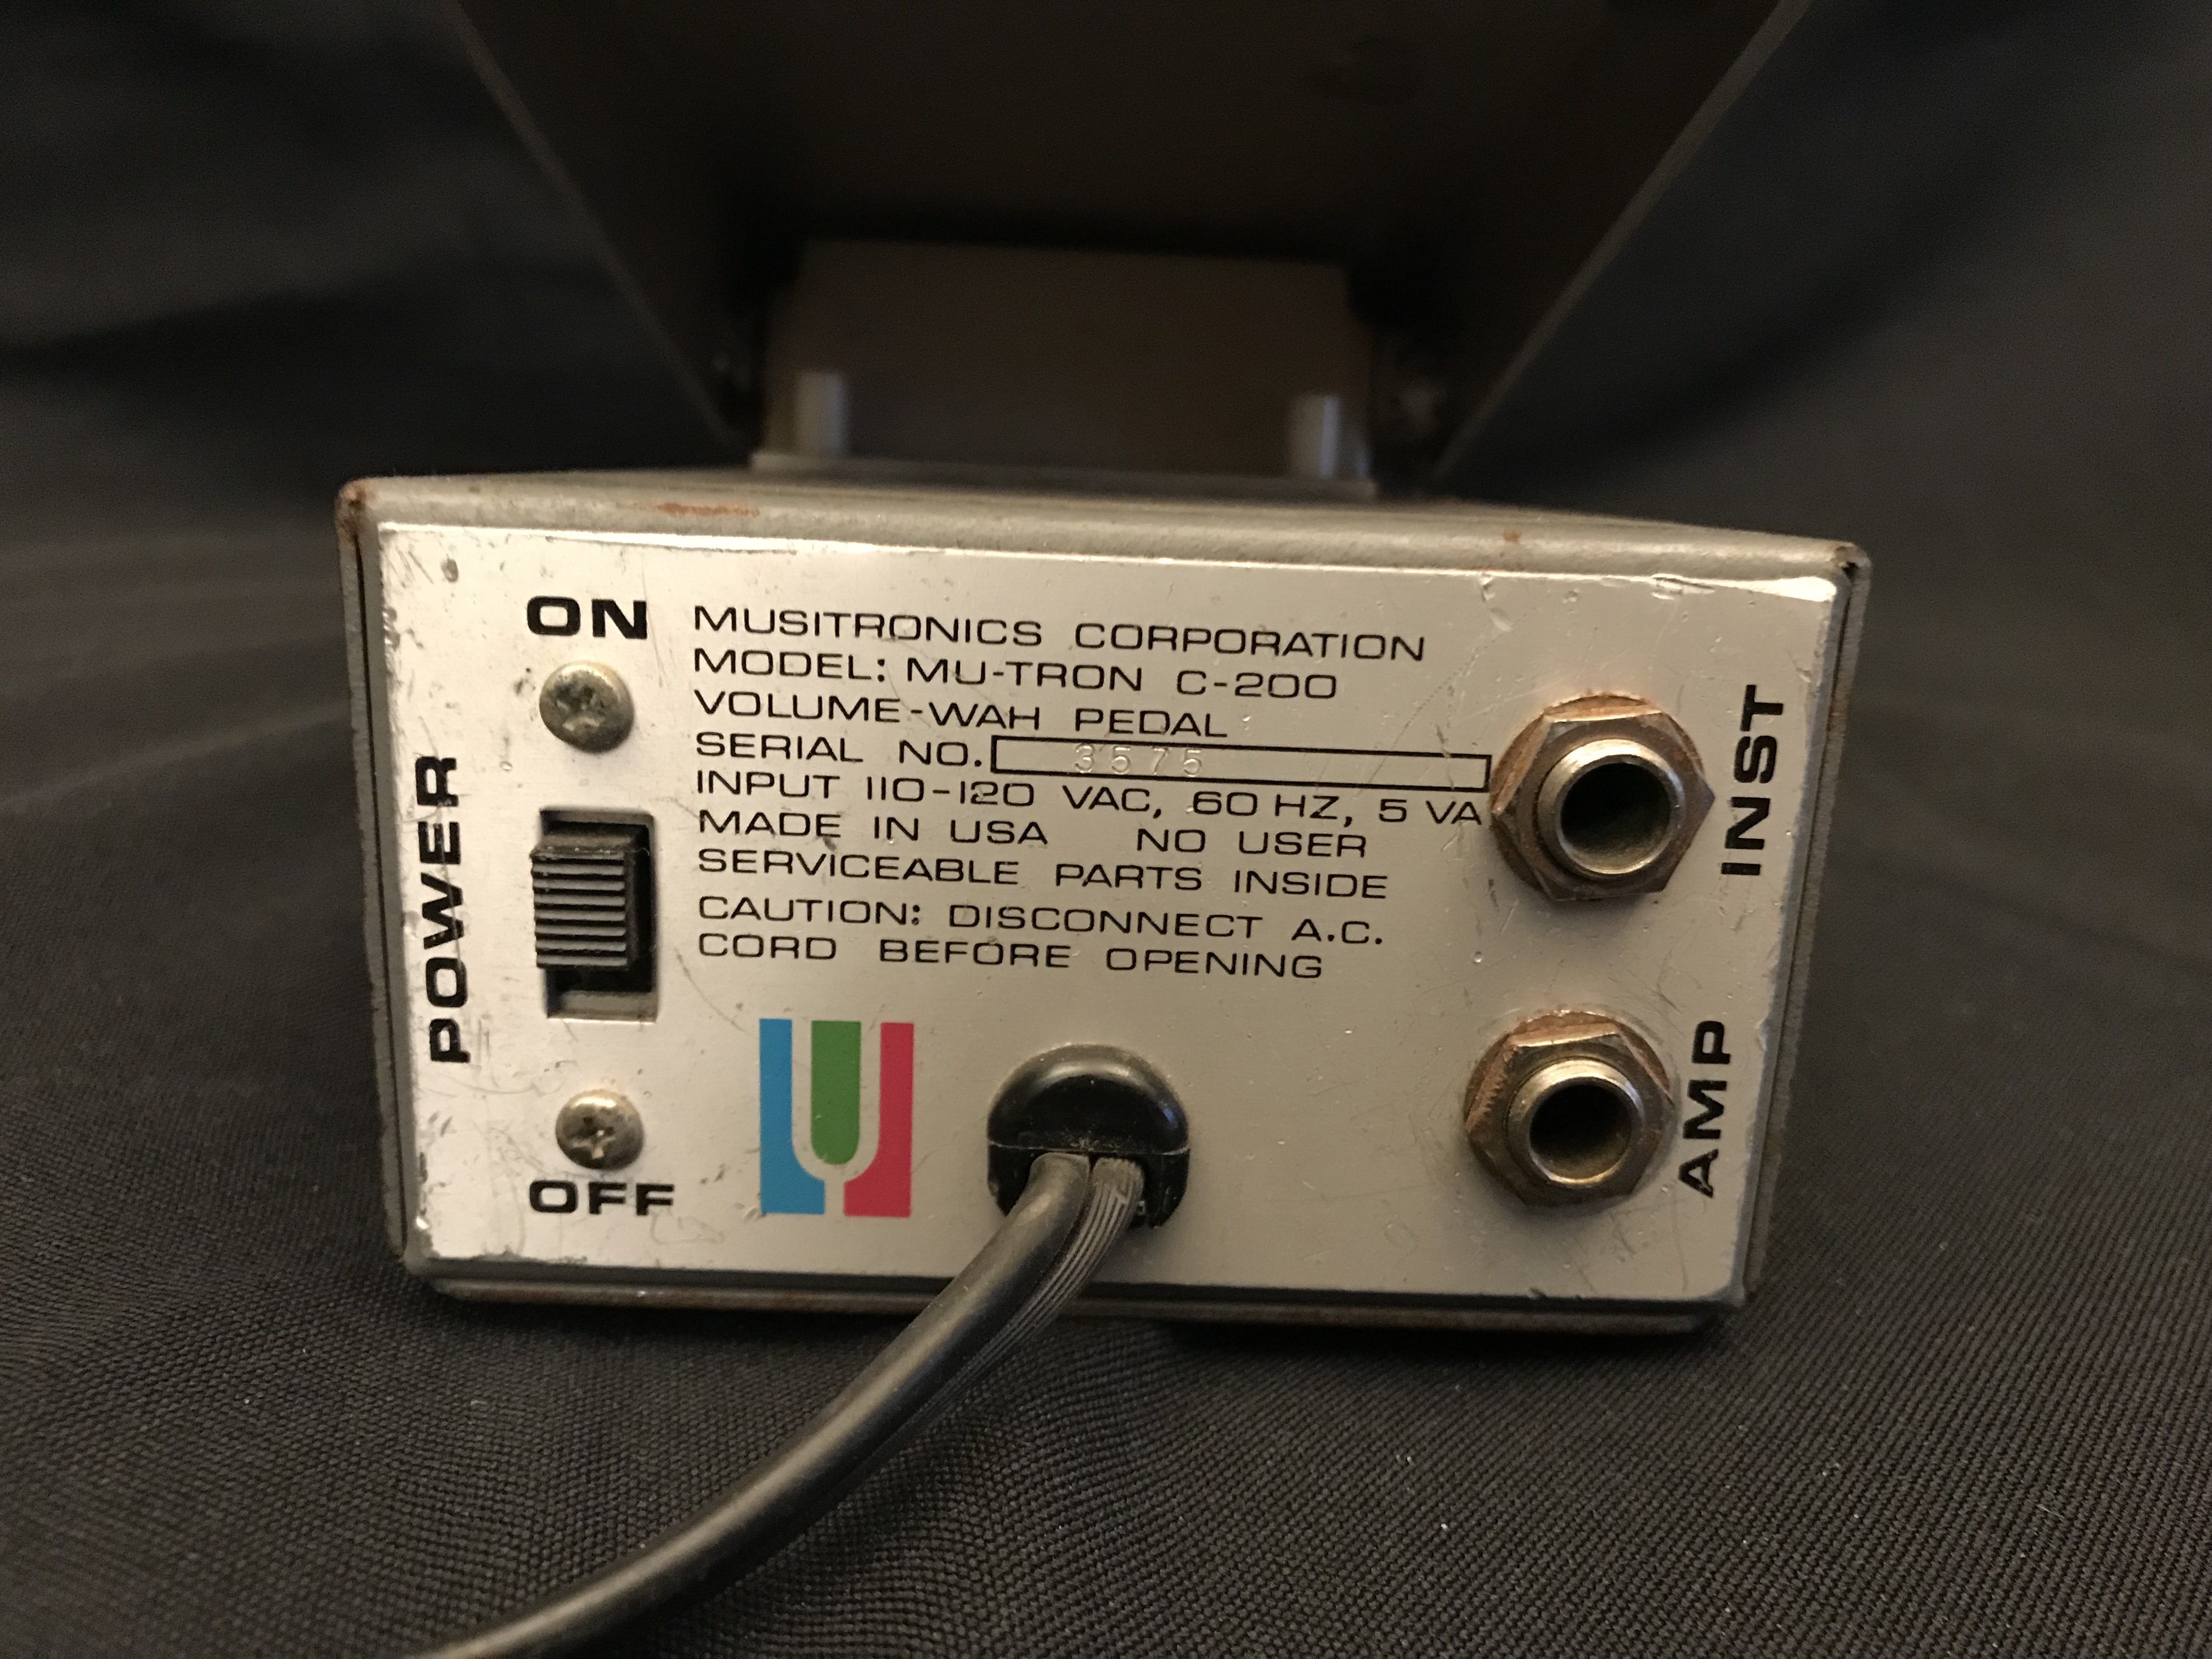 ON
MUSITRONICS CORPORATION
MODEL: MU-TRON C-200
VOLUME-WAH PEDAL
SERIAL NO. 3575
INPUT 110-120 VAC, 60 HZ, 5 VA
MADE IN USA NO USER
SERVICEABLE PARTS INSIDE
CAUTION: DISCONNECT A.C.
CORD BEFORE OPENING
POWER
OFF
INST
AMP